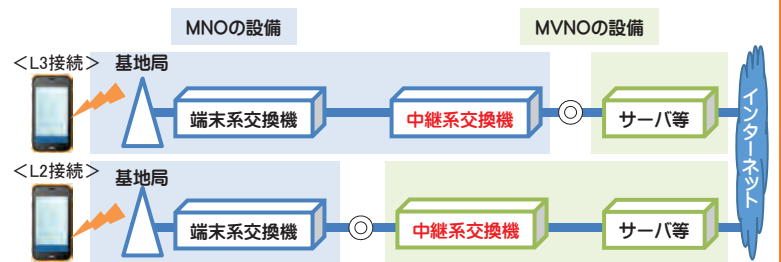 MNOの設備
MVNOの設備
＜L3接続＞
基地局
端末系交換機
中継系交換機
サーバ等
インターネット
＜L2接続＞
基地局
端末系交換機
中継系交換機
サーバ等